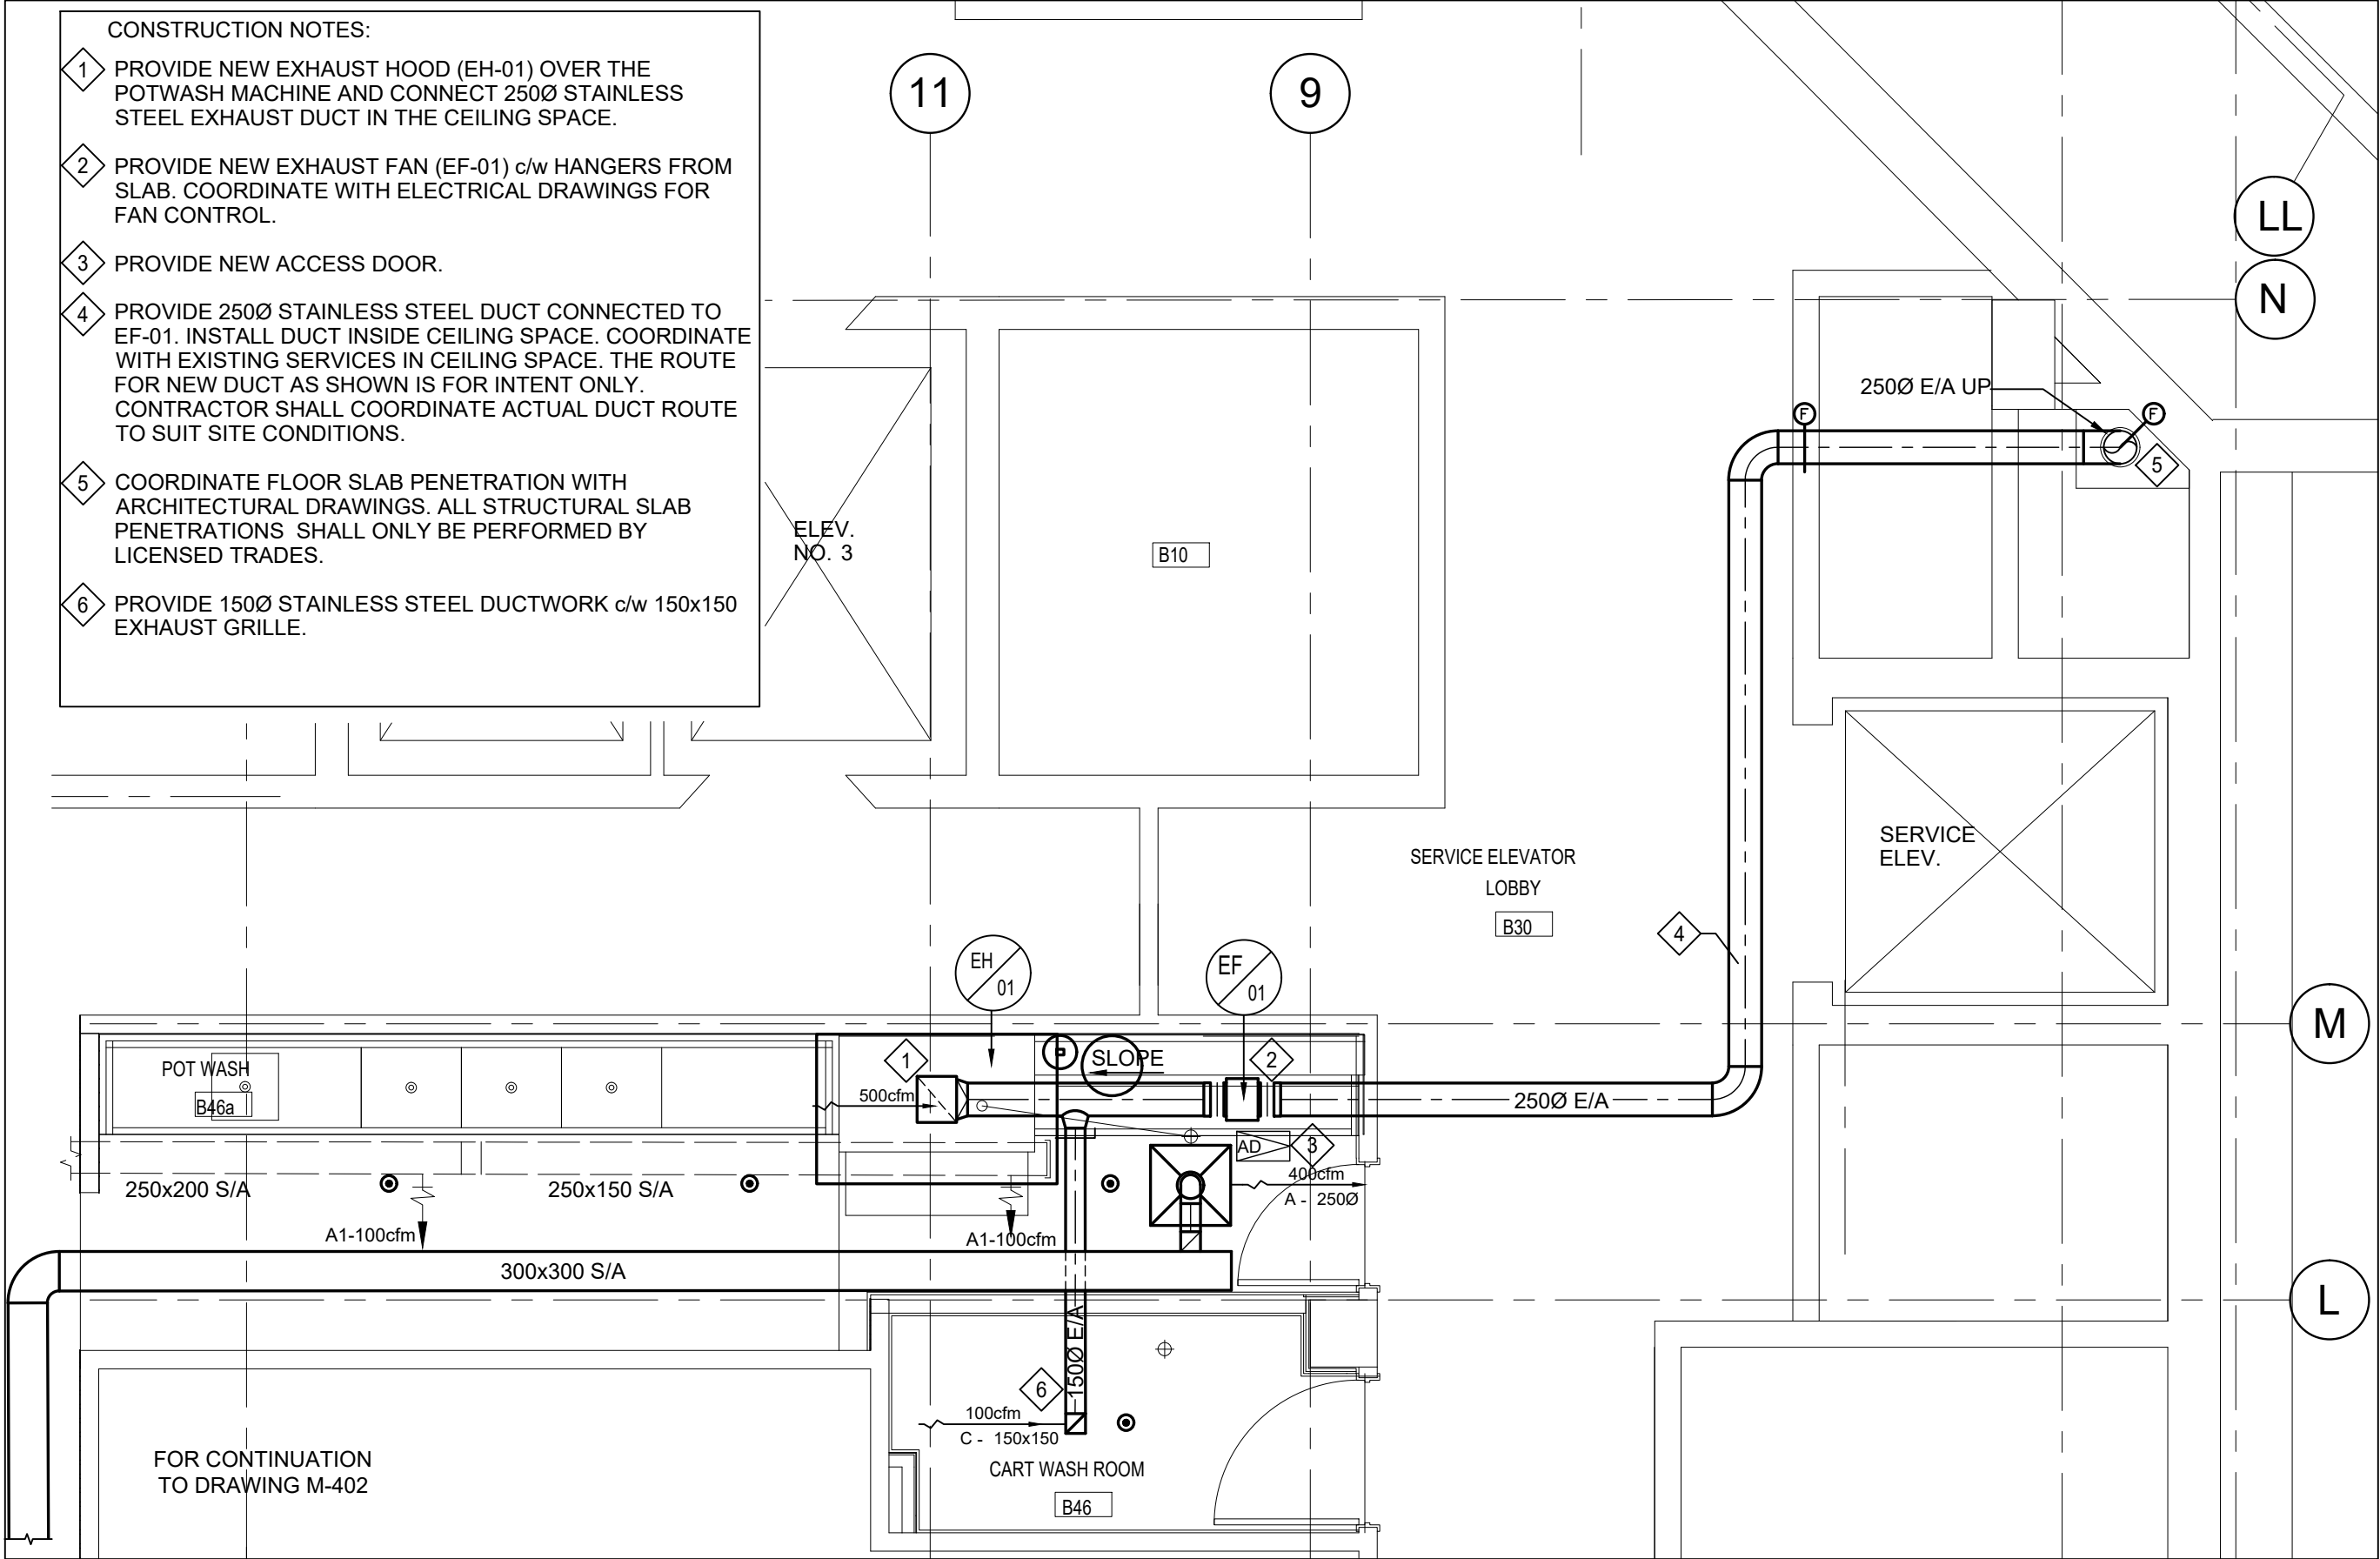 CONSTRUCTION NOTES:
1 PROVIDE NEW EXHAUST HOOD (EH-01) OVER THE
POTWASH MACHINE AND CONNECT 250Ø STAINLESS
STEEL EXHAUST DUCT IN THE CEILING SPACE.
2 PROVIDE NEW EXHAUST FAN (EF-01) c/w HANGERS FROM
SLAB. COORDINATE WITH ELECTRICAL DRAWINGS FOR
FAN CONTROL.
3 PROVIDE NEW ACCESS DOOR.
4 PROVIDE 250Ø STAINLESS STEEL DUCT CONNECTED TO
EF-01. INSTALL DUCT INSIDE CEILING SPACE. COORDINATE
WITH EXISTING SERVICES IN CEILING SPACE. THE ROUTE
FOR NEW DUCT AS SHOWN IS FOR INTENT ONLY.
CONTRACTOR SHALL COORDINATE ACTUAL DUCT ROUTE
TO SUIT SITE CONDITIONS.
5 COORDINATE FLOOR SLAB PENETRATION WITH
ARCHITECTURAL DRAWINGS. ALL STRUCTURAL SLAB
PENETRATIONS SHALL ONLY BE PERFORMED BY
LICENSED TRADES.
6 PROVIDE 150Ø STAINLESS STEEL DUCTWORK c/w 150x150
EXHAUST GRILLE.
11
9
LL
N
250Ø E/A UP
F
F
5
ELEV.
NO. 3
B10
SERVICE ELEVATOR
LOBBY
B30
SERVICE
ELEV.
4
EH
01
EF
01
M
POT WASH
B46a
1
SLOPE
2
500cfm
250Ø E/A
AD
3
400cfm
A - 250Ø
250x200 S/A
250x150 S/A
A1-100cfm
A1-100cfm
300x300 S/A
L
150Ø E/A
6
100cfm
C - 150x150
CART WASH ROOM
B46
FOR CONTINUATION
TO DRAWING M-402